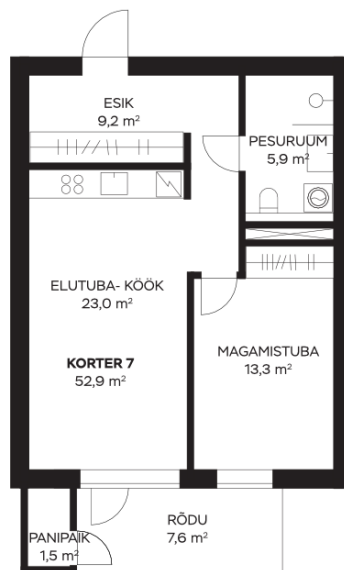 ESIK
9,2 m²
PESURUUM
5,9 m²
ELUTUBA- KÖÖK
23,0 m²
KORTER 7
52,9 m²
MAGAMISTUBA
13,3 m²
PANIPAIK
1,5 m²
RÕDU
7,6 m²